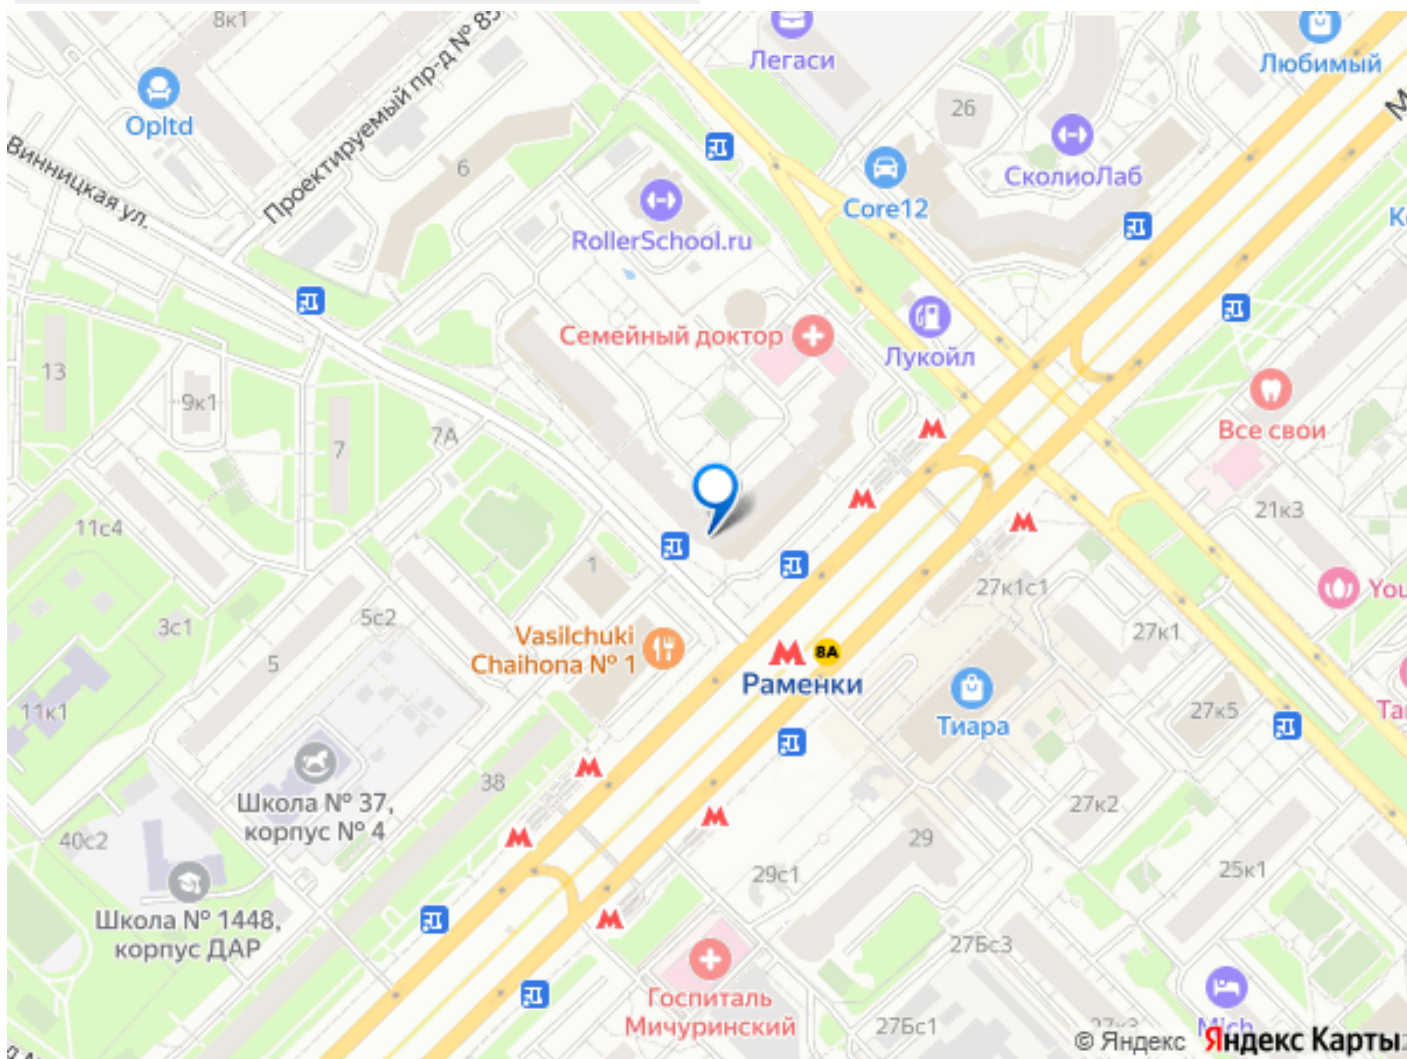 8к1
Легаси
Любимый
Opltd
Проектируемый пр-д № 85
26
Винницкая ул.
6
СколиоЛаб
Core12
RollerSchool.ru
Семейный доктор
Лукойл
13
9к1
7А
7
Все свои
11с4
21к3
1
27к1с1
You
5с2
3с1
27к1
Vasilchuki
Chaihona № 1
8А
5
Раменки
11к1
27к5
Тиара
38
Школа № 37,
корпус № 4
27к2
40с2
29
29с1
25к1
Школа № 1448,
корпус ДАР
27Бс3
Госпиталь
Мичуринский
27Бс1
Mich
© Яндекс Яндекс Карты